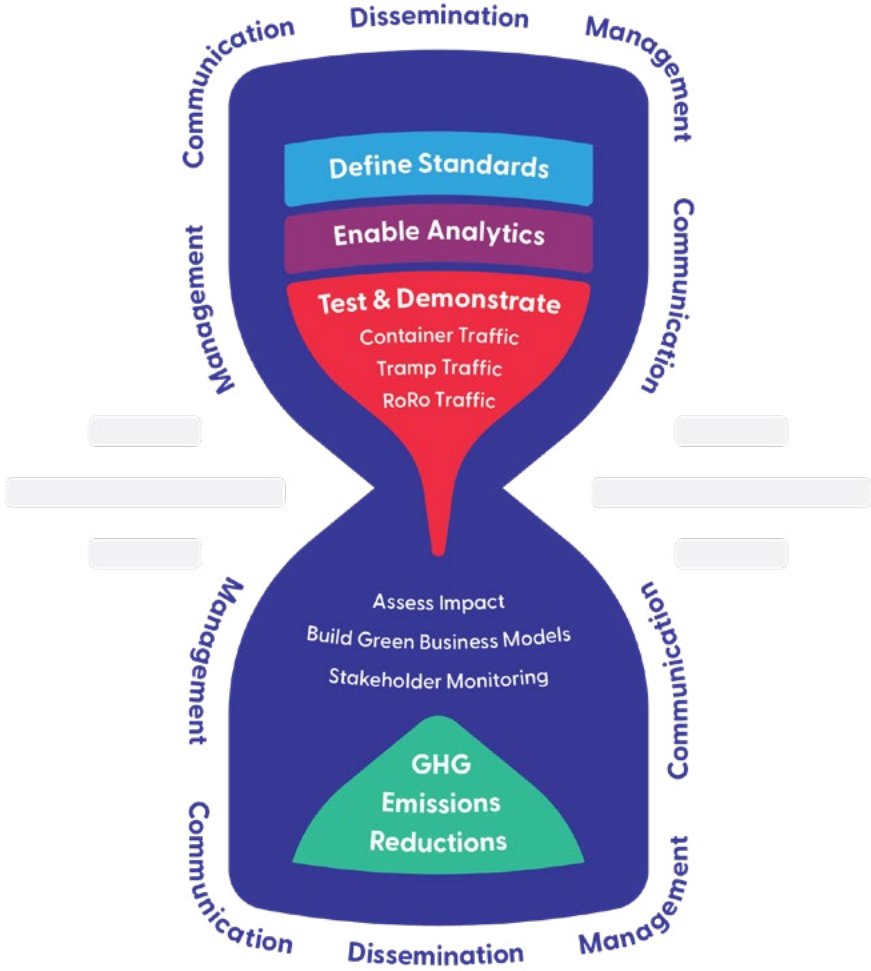 Communication
Dissemination
Management
Define Standards
Enable Analytics
Management
Communication
Test & Demonstrate
Container Traffic
Tramp Traffic
RoRo Traffic
Assess Impact
Build Green Business Models
Stakeholder Monitoring
Management
Communication
GHG
Emissions
Reductions
Communication
Dissemination
Management